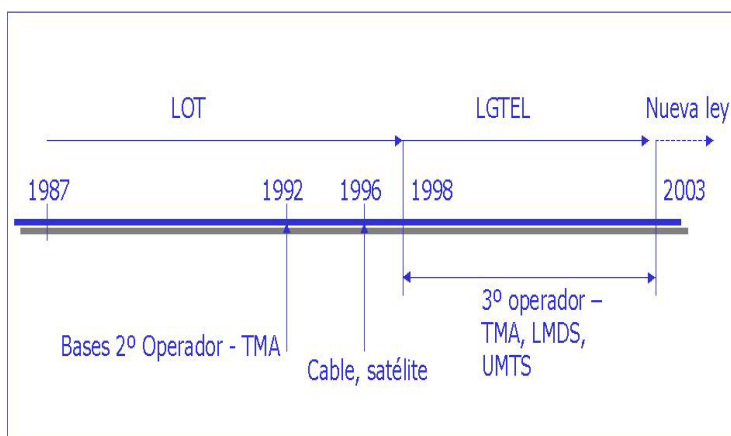 LOT
LGTEL
Nueva ley
1987
1992
1996
1998
2003
Bases 2º Operador - TMA
Cable, satélite
3º operador –
TMA, LMDS,
UMTS